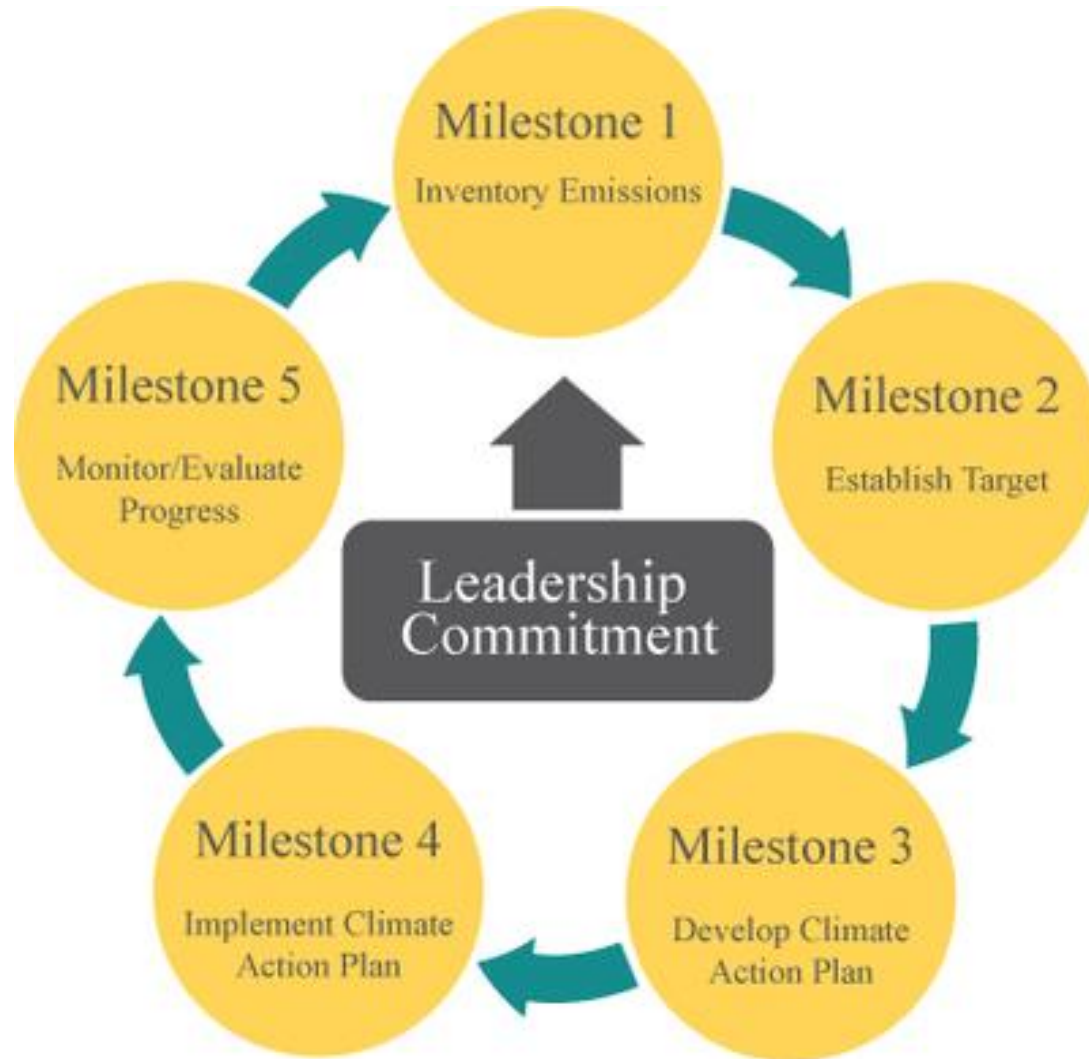 Milestone 1
Inventory Emissions
Milestone 2
Establish Target
Milestone 3
Develop Climate
Action Plan
Milestone 4
Implement Climate
Action Plan
Milestone 5
Monitor/Evaluate
Progress
Leadership
Commitment